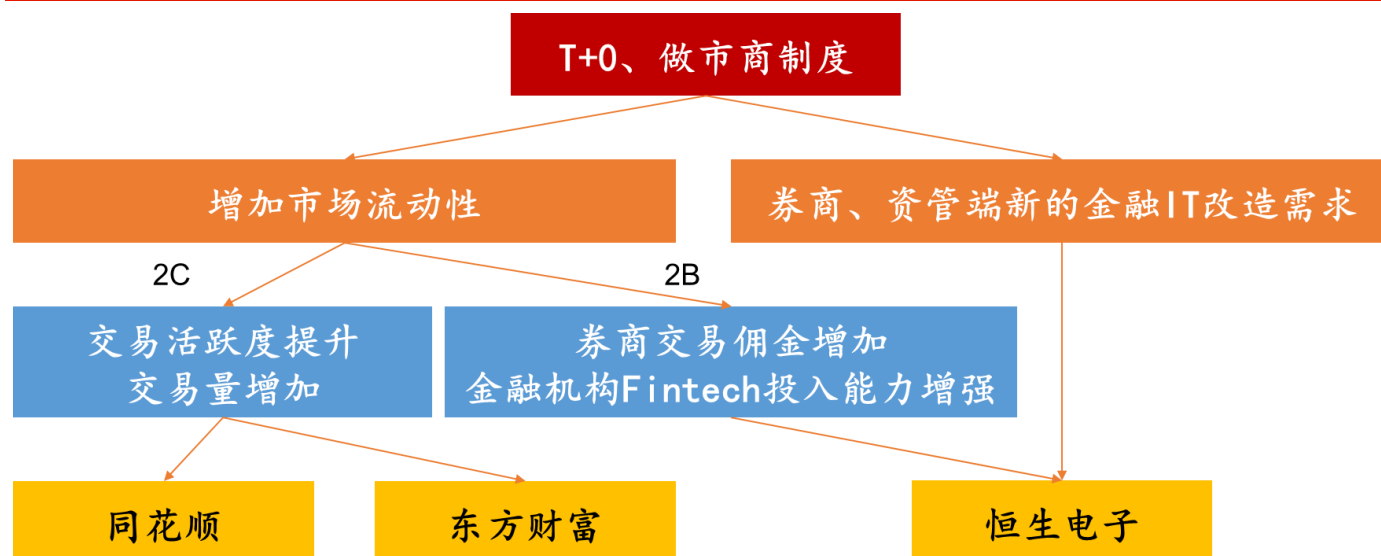 T+0、做市商制度
增加市场流动性
券商、资管端新的金融IT改造需求
2C
2B
交易活跃度提升
交易量增加
券商交易佣金增加
金融机构Fintech投入能力增强
同花顺
东方财富
恒生电子